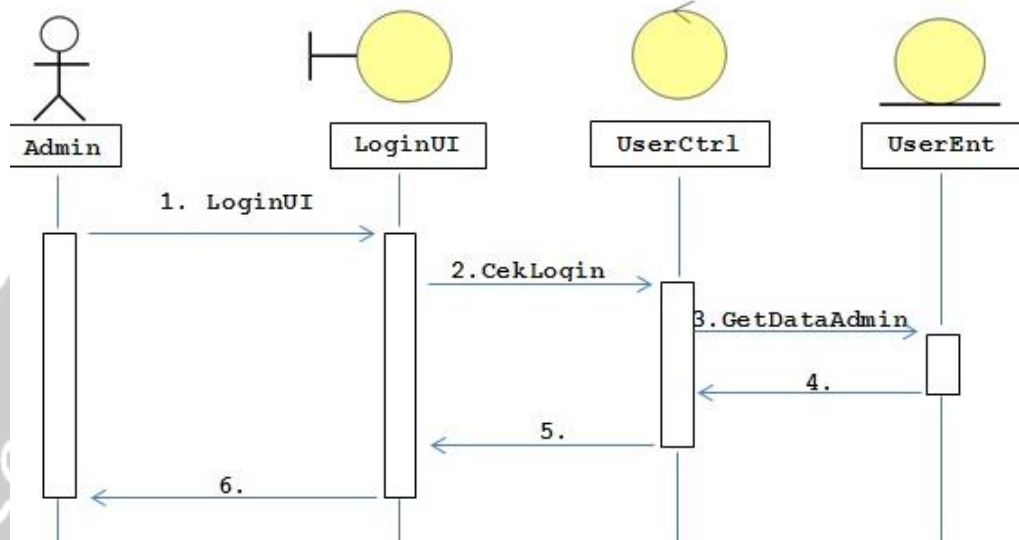 Admin
LoginUI
UserCtrl
UserEnt
1. LoginUI
2.CekLogin
3.GetDataAdmin
4.
5.
6.